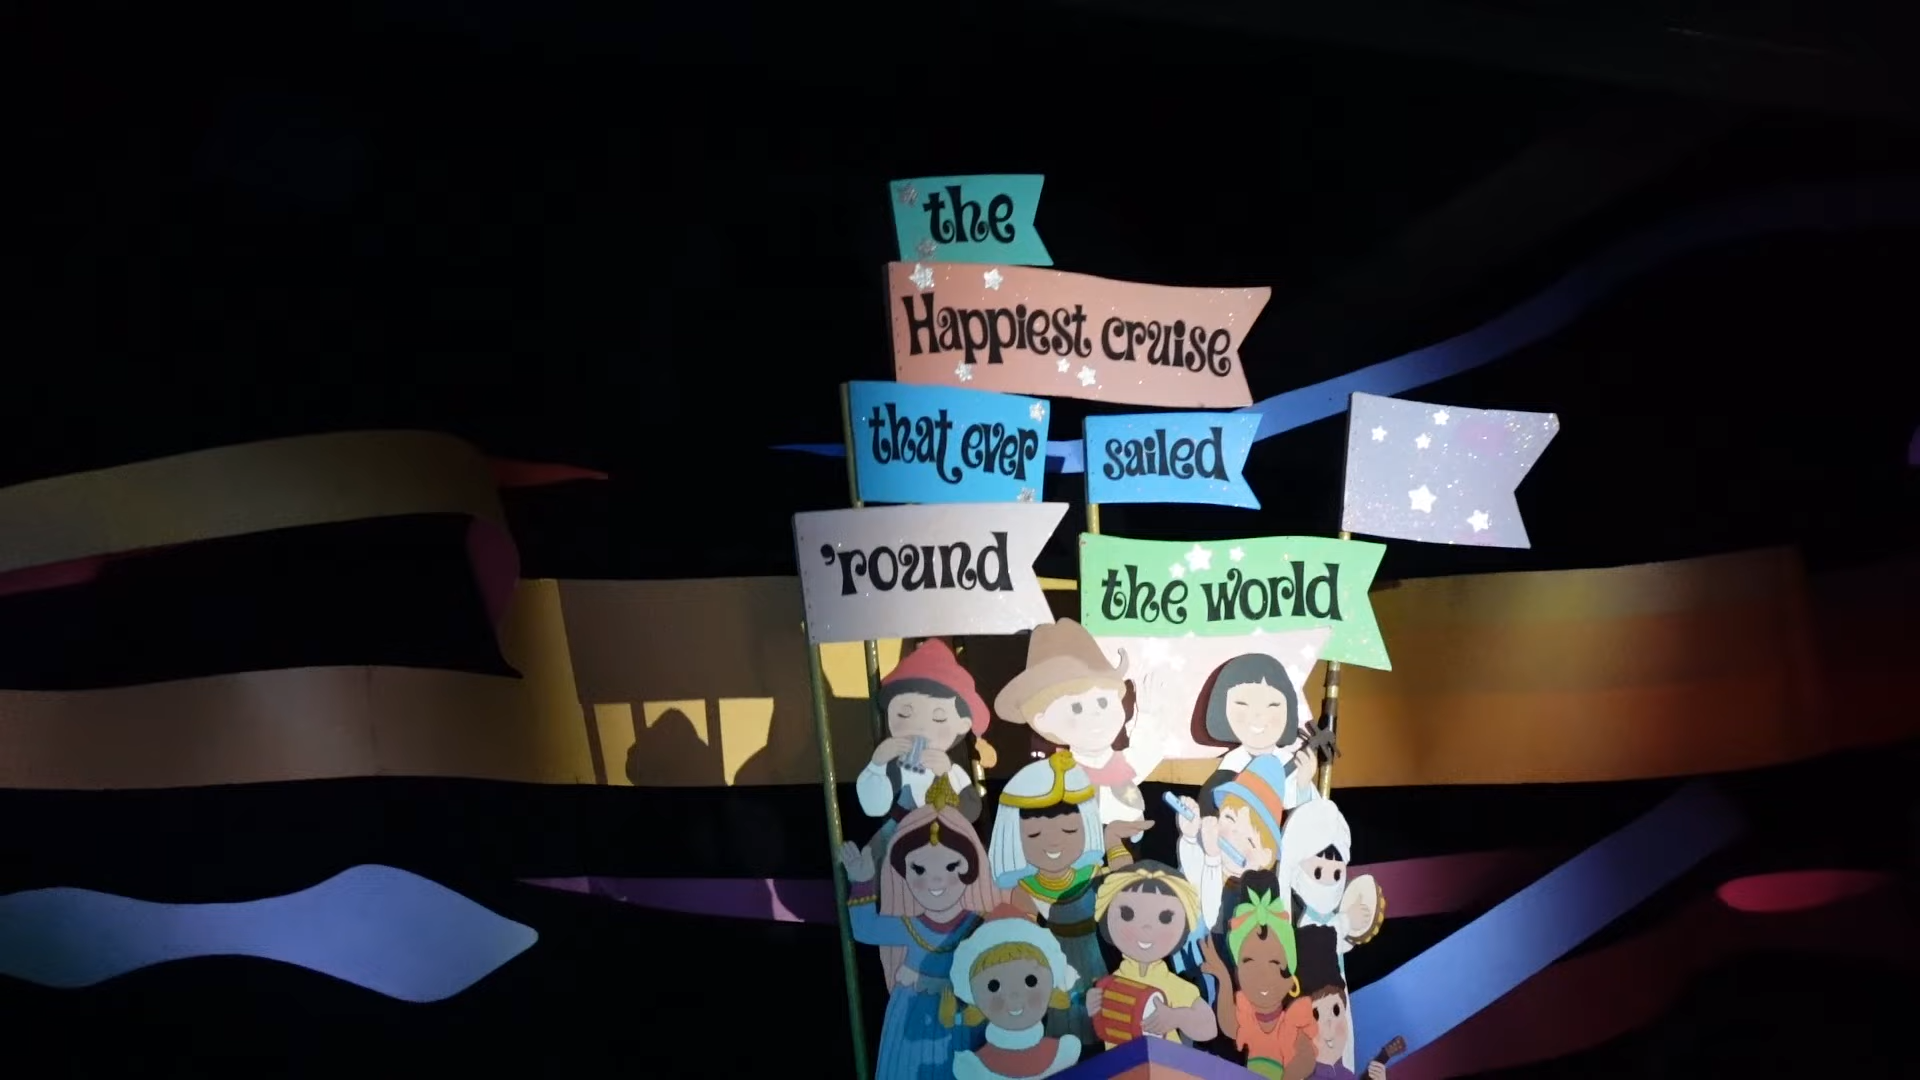 the
Happiest cruise
that ever
sailed
'round
the world